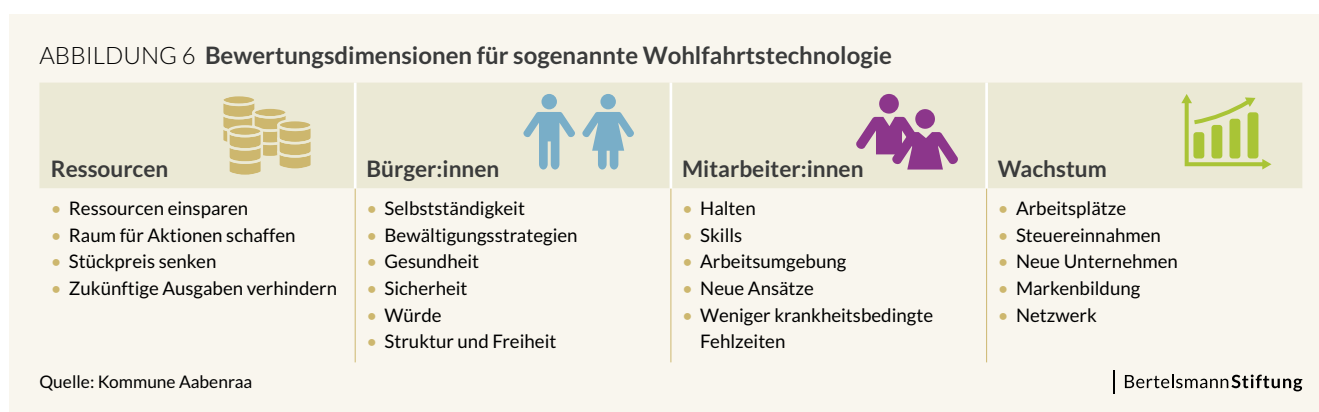 ABBILDUNG 6 Bewertungsdimensionen für sogenannte Wohlfahrtstechnologie
Ressourcen
• Ressourcen einsparen
• Raum für Aktionen schaffen
• Stückpreis senken
• Zukünftige Ausgaben verhindern
Bürger:innen
• Selbstständigkeit
• Bewältigungsstrategien
• Gesundheit
• Sicherheit
• Würde
• Struktur und Freiheit
Mitarbeiter:innen
• Halten
• Skills
• Arbeitsumgebung
• Neue Ansätze
• Weniger krankheitsbedingte
Fehlzeiten
Wachstum
• Arbeitsplätze
• Steuereinnahmen
• Neue Unternehmen
• Markenbildung
• Netzwerk
Quelle: Kommune Aabenraa
BertelsmannStiftung